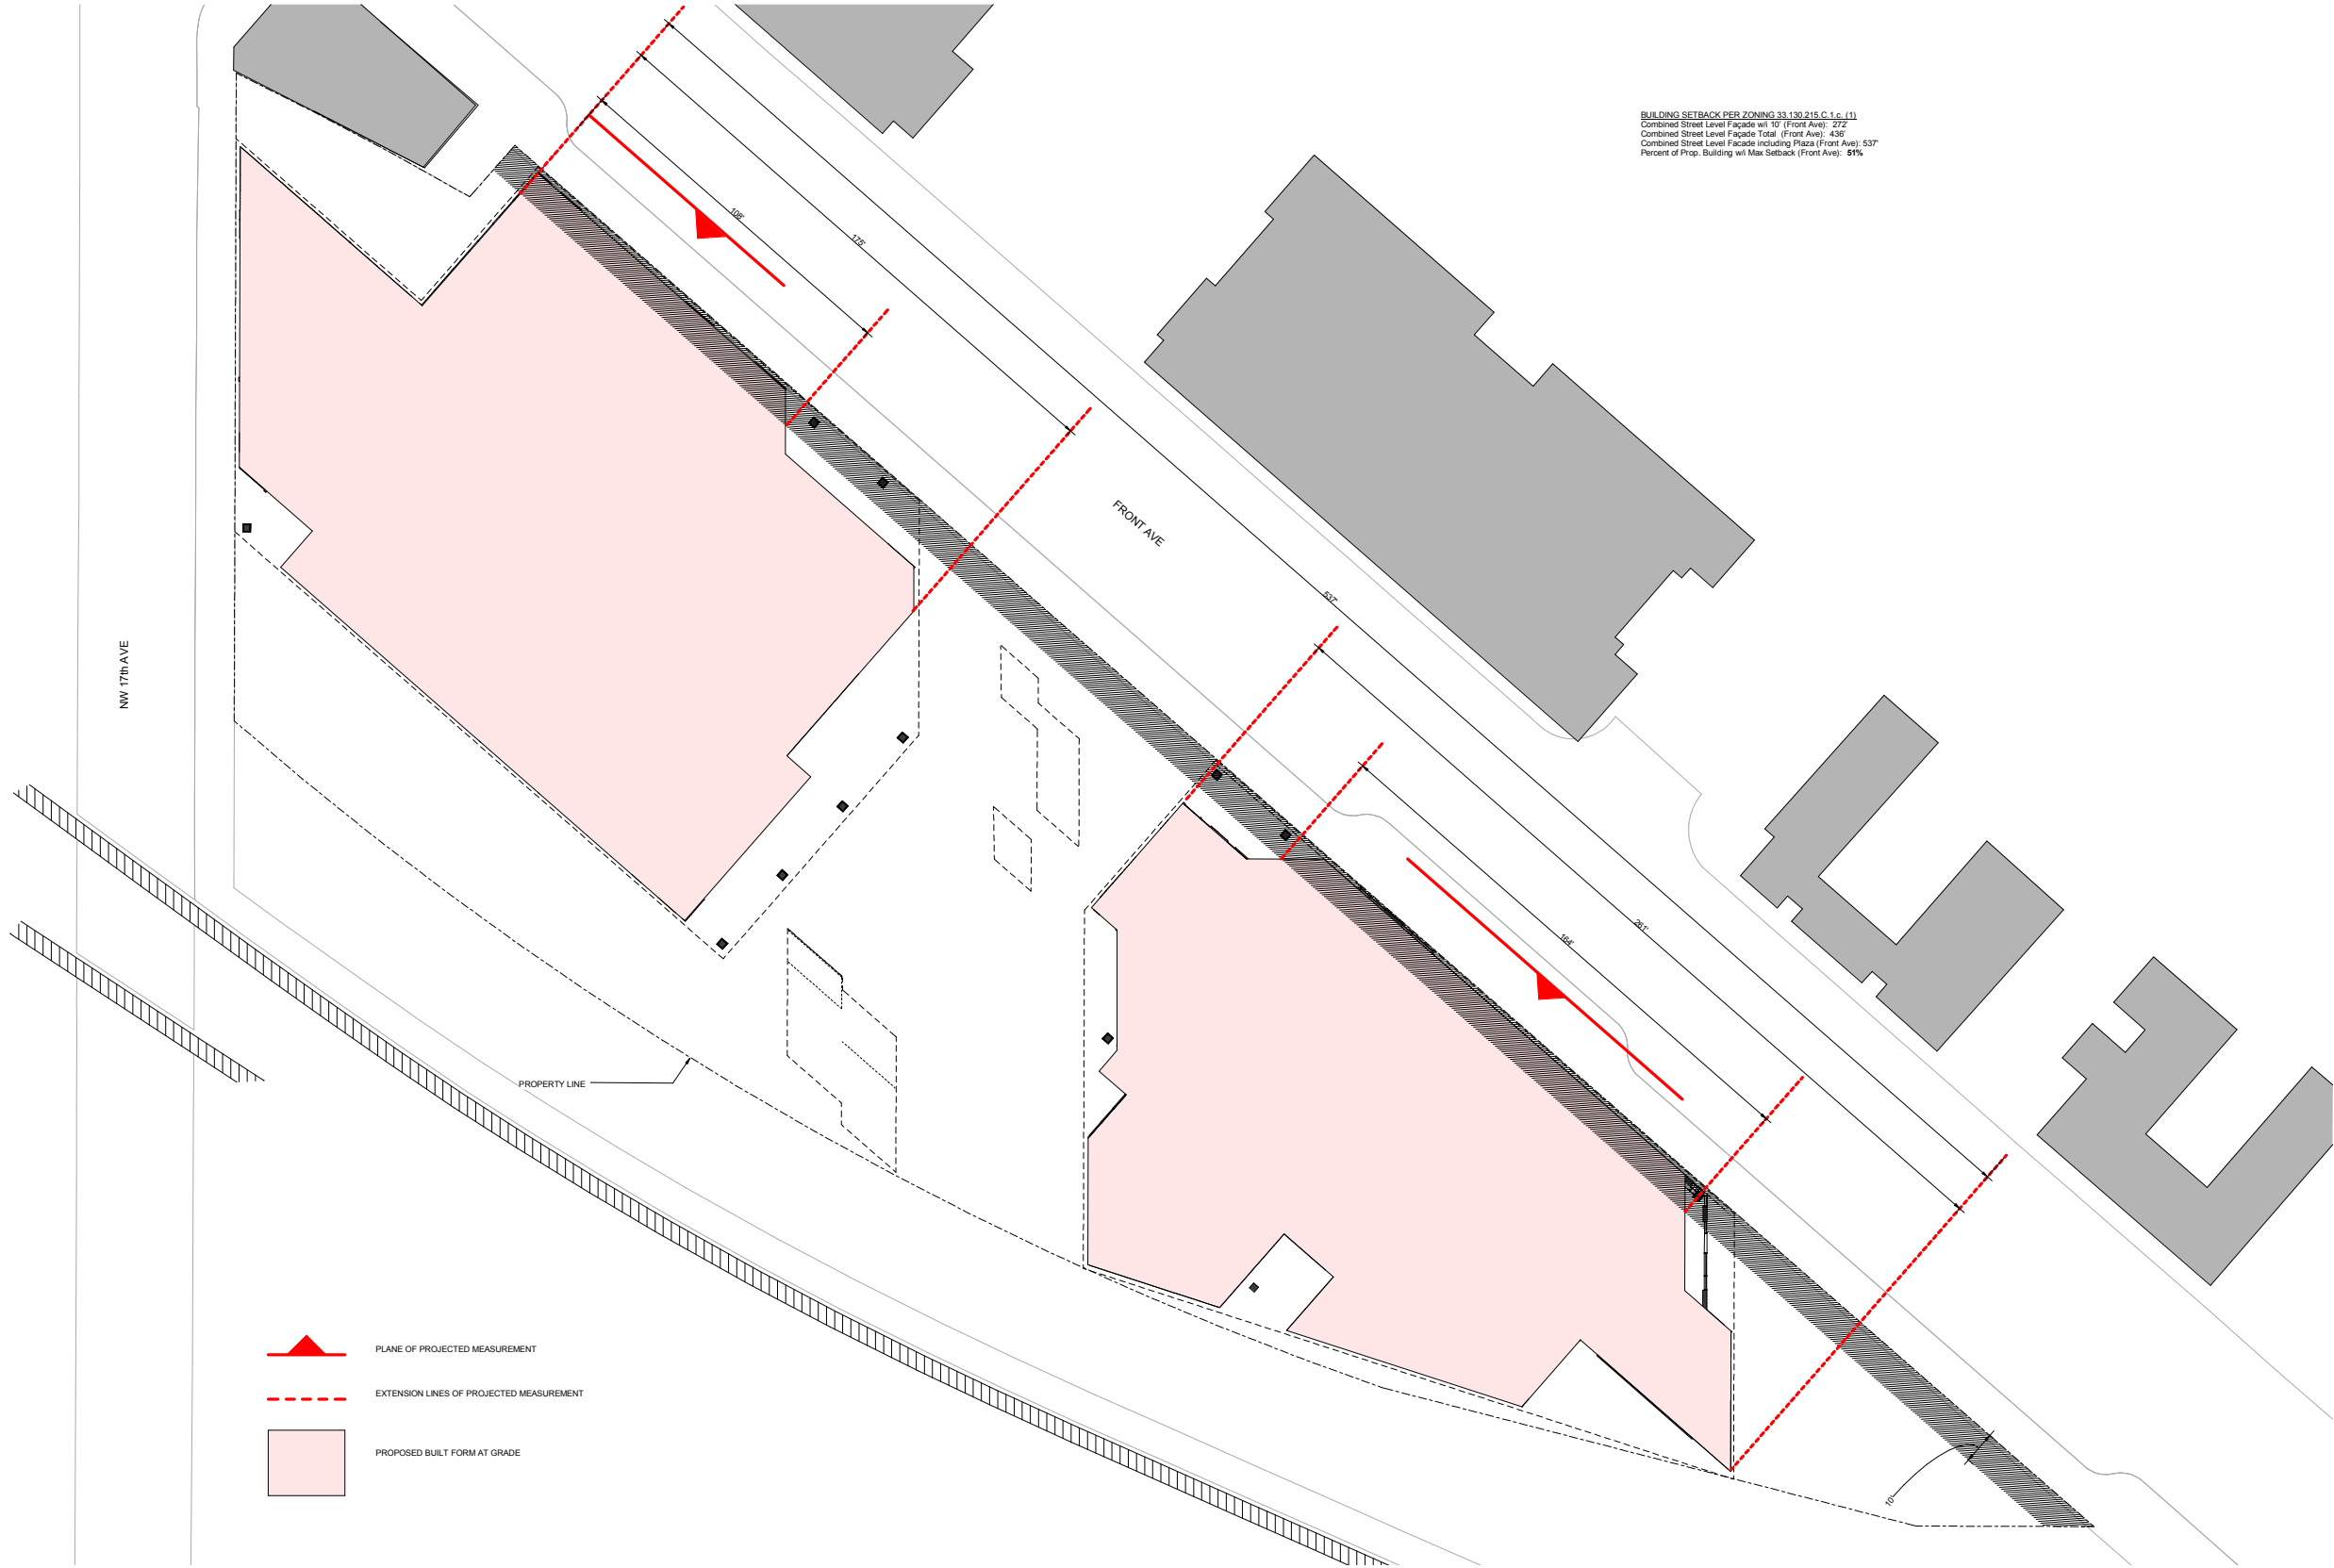 BUILDING SETBACK PER ZONING 33.130.215.C.1.c. (1)
Combined Street Level Façade w/i 10' (Front Ave): 272'
Combined Street Level Façade Total (Front Ave): 436'
Combined Street Level Facade including Plaza (Front Ave): 537'
Percent of Prop. Building w/i Max Setback (Front Ave): 51%
108'
175'
FRONT AVE
537'
NW 17th AVE
261'
164'
PROPERTY LINE
PLANE OF PROJECTED MEASUREMENT
EXTENSION LINES OF PROJECTED MEASUREMENT
PROPOSED BUILT FORM AT GRADE
10'